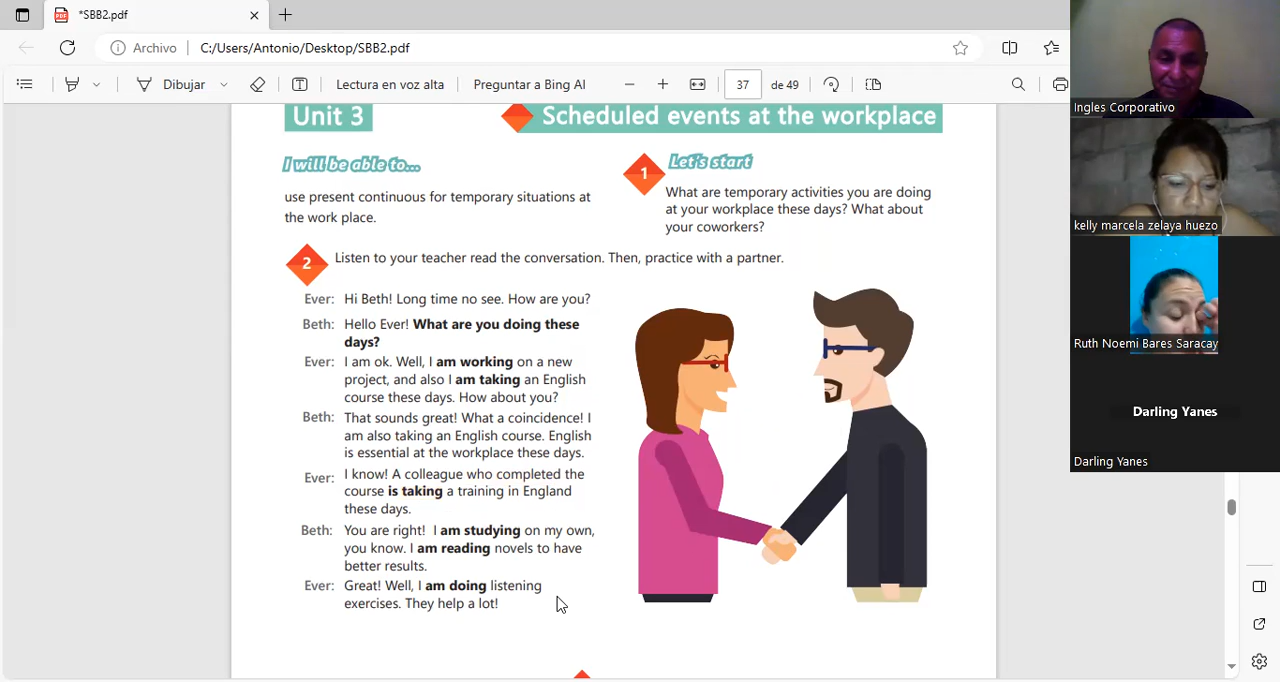 *SBB2.pdf
Archivo
C:/Users/Antonio/Desktop/SBB2.pdf
Dibujar
Lectura en voz alta
Preguntar a Bing AI
37
de 49
Unit 3
Scheduled events at the workplace
I will be able to...
use present continuous for temporary situations at
the work place.
1
Let's start
What are temporary activities you are doing
at your workplace these days? What about
your coworkers?
2
Listen to your teacher read the conversation. Then, practice with a partner.
Ever: Hi Beth! Long time no see. How are you?
Beth: Hello Ever! What are you doing these
days?
Ever: I am ok. Well, I am working on a new
project, and also I am taking an English
course these days. How about you?
Beth: That sounds great! What a coincidence! I
am also taking an English course. English
is essential at the workplace these days.
Ever: I know! A colleague who completed the
course is taking a training in England
these days.
Beth: You are right! I am studying on my own,
you know. I am reading novels to have
better results.
Ever: Great! Well, I am doing listening
exercises. They help a lot!
Ingles Corporativo
kelly marcela zelaya huezo
Ruth Noemi Bares Saracay
Darling Yanes
Darling Yanes